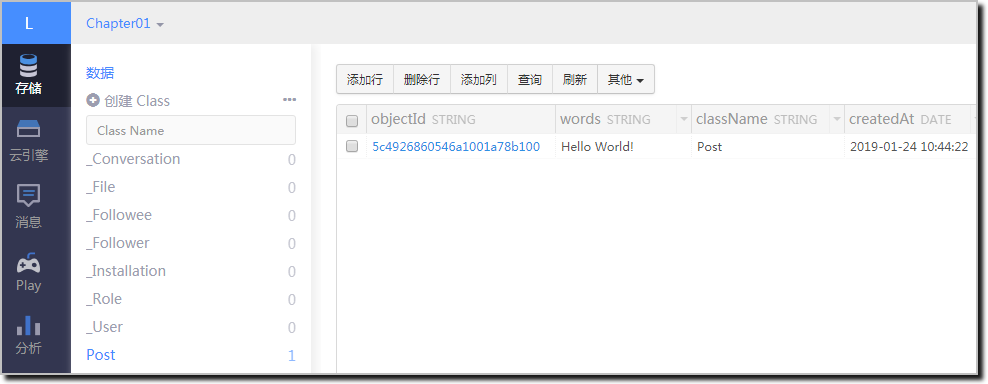 L
Chapter01
存储
云引擎
消息
Play
分析
数据
创建 Class
Class Name
_Conversation 0
_File 0
_Followee 0
_Follower 0
_Installation 0
_Role 0
_User 0
Post 1
添加行 删除行 添加列 查询 刷新 其他
objectId STRING words STRING className STRING createdAt DATE
5c4926860546a1001a78b100 Hello World! Post 2019-01-24 10:44:22